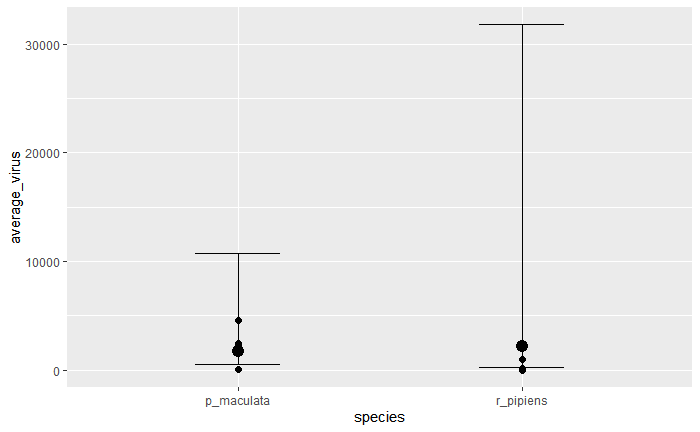 average_virus
30000
20000
10000
0
p_maculata
r_pipiens
species